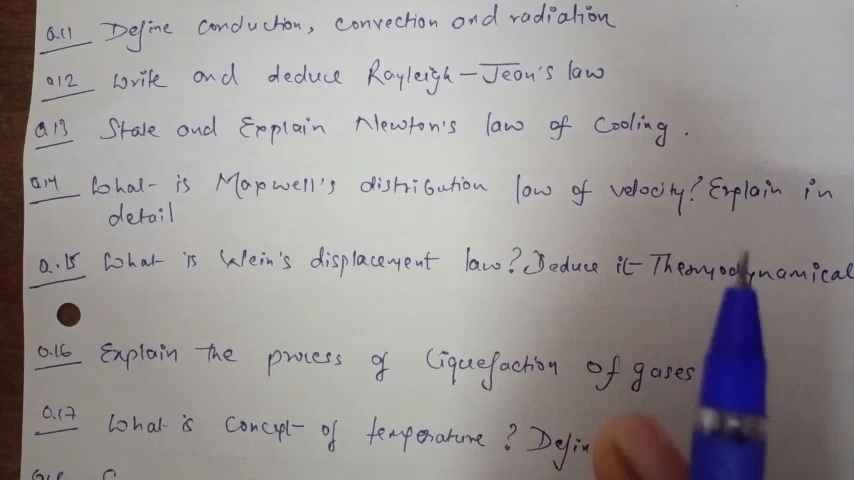 Q.11 Define conduction, convection and radiation
Q12 Write and deduce Rayleigh - Jean's law
Q13 State and Explain Newton's law of Cooling.
Q.14 What is Maxwell's distribution law of velocity? Explain in
detail
Q.15 What is Wein's displacement law? Deduce it Thermodynamical
Q.16 Explain the process of liquefaction of gases
Q.17 What is concept of temperature? Defin